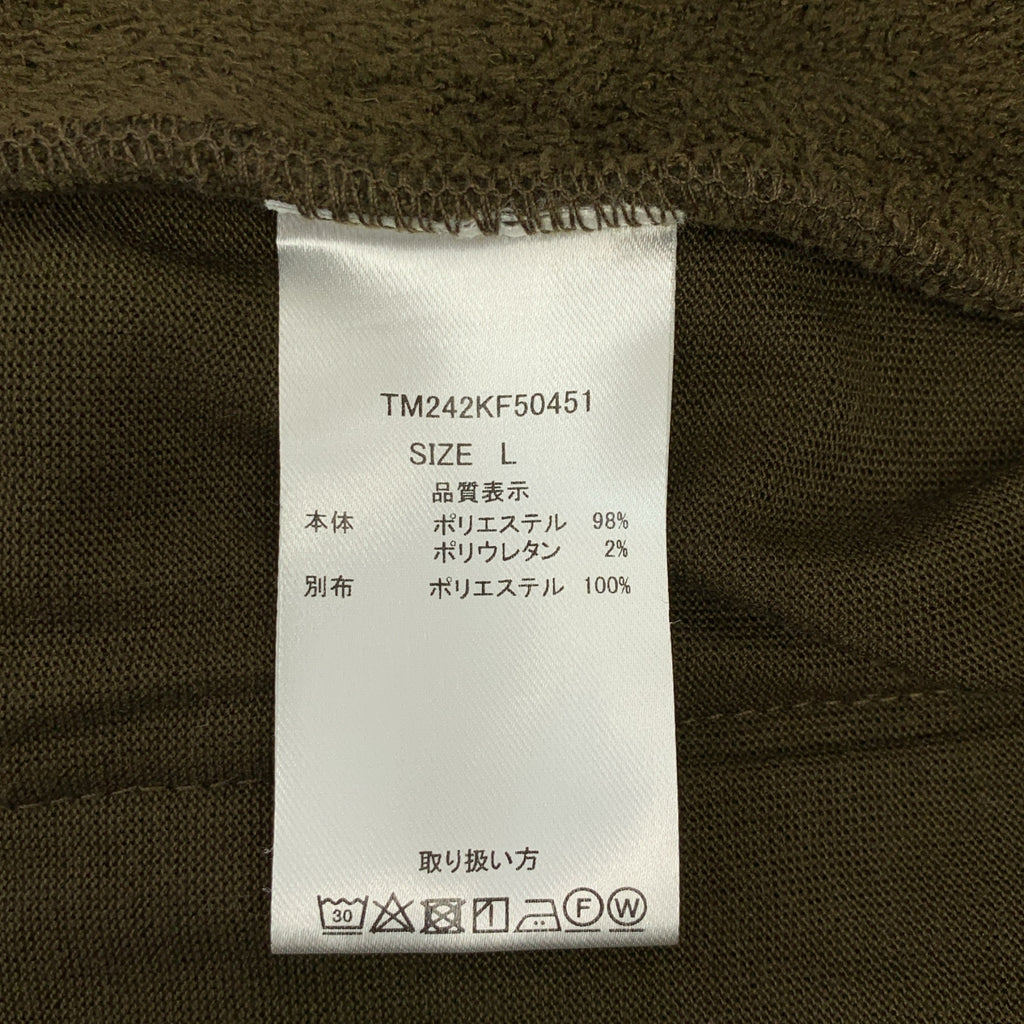 TM242KF50451
SIZE L
品質表示
本体 ポリエステル 98%
ポリウレタン 2%
別布 ポリエステル 100%
取り扱い方
30 F W